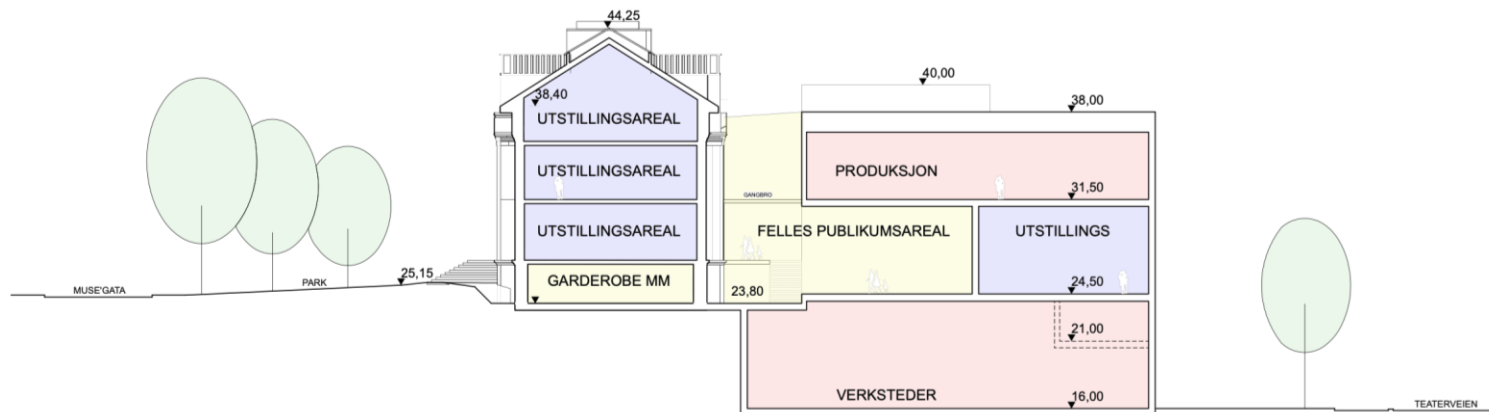 44,25
40,00
38,40
38,00
UTSTILLINGSAREAL
UTSTILLINGSAREAL
PRODUKSJON
31,50
GANGBRO
UTSTILLINGSAREAL
FELLES PUBLIKUMSAREAL
UTSTILLINGS
25,15
PARK
MUSE'GATA
GARDEROBE MM
23,80
24,50
21,00
VERKSTEDER
16,00
TEATERVEIEN